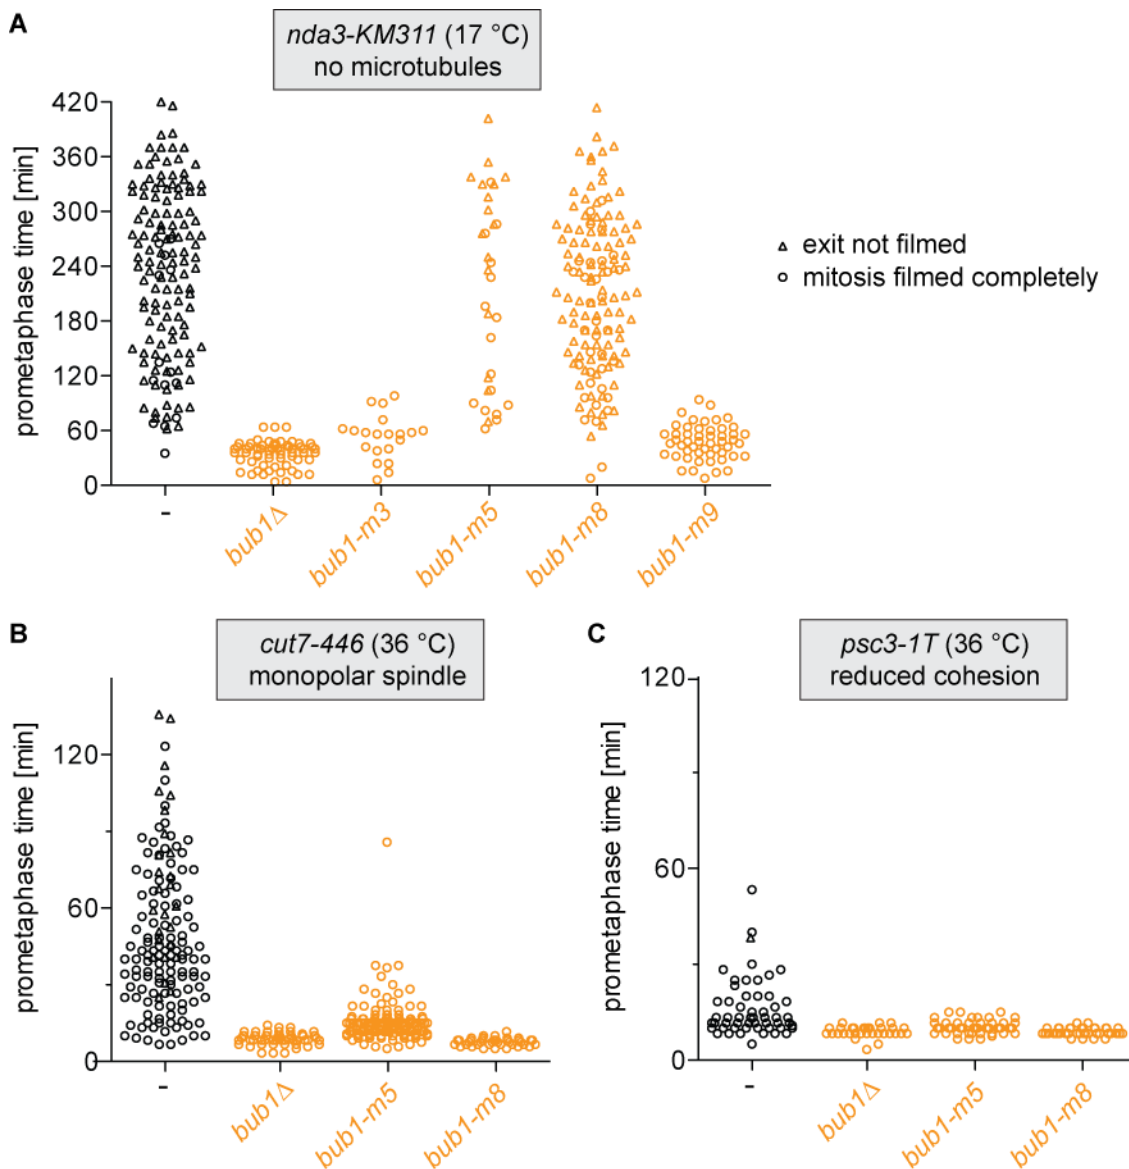 A
nda3-KM311 (17 °C)
no microtubules
prometaphase time [min]
420
360
300
240
180
120
60
0
-
bub1Δ
bub1-m3
bub1-m5
bub1-m8
bub1-m9
exit not filmed
mitosis filmed completely
B
cut7-446 (36 °C)
monopolar spindle
prometaphase time [min]
120
60
0
-
bub1Δ
bub1-m5
bub1-m8
C
psc3-1T (36 °C)
reduced cohesion
prometaphase time [min]
120
60
0
-
bub1Δ
bub1-m5
bub1-m8